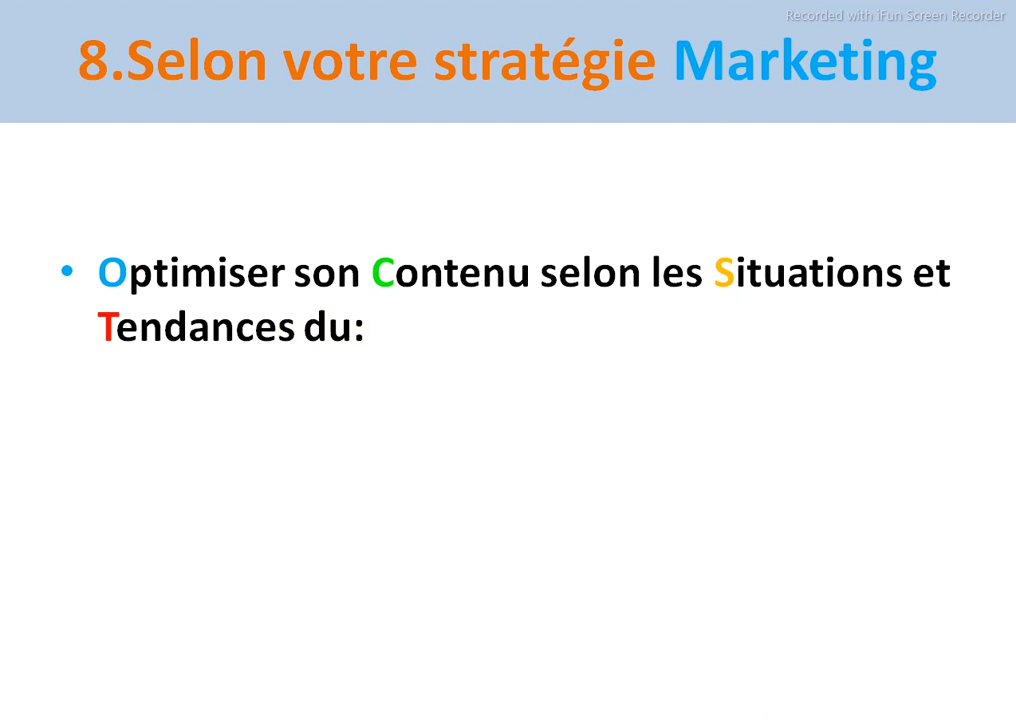 Recorded with iFun Screen Recorder
8.Selon votre stratégie Marketing
• Optimiser son Contenu selon les Situations et
Tendances du: